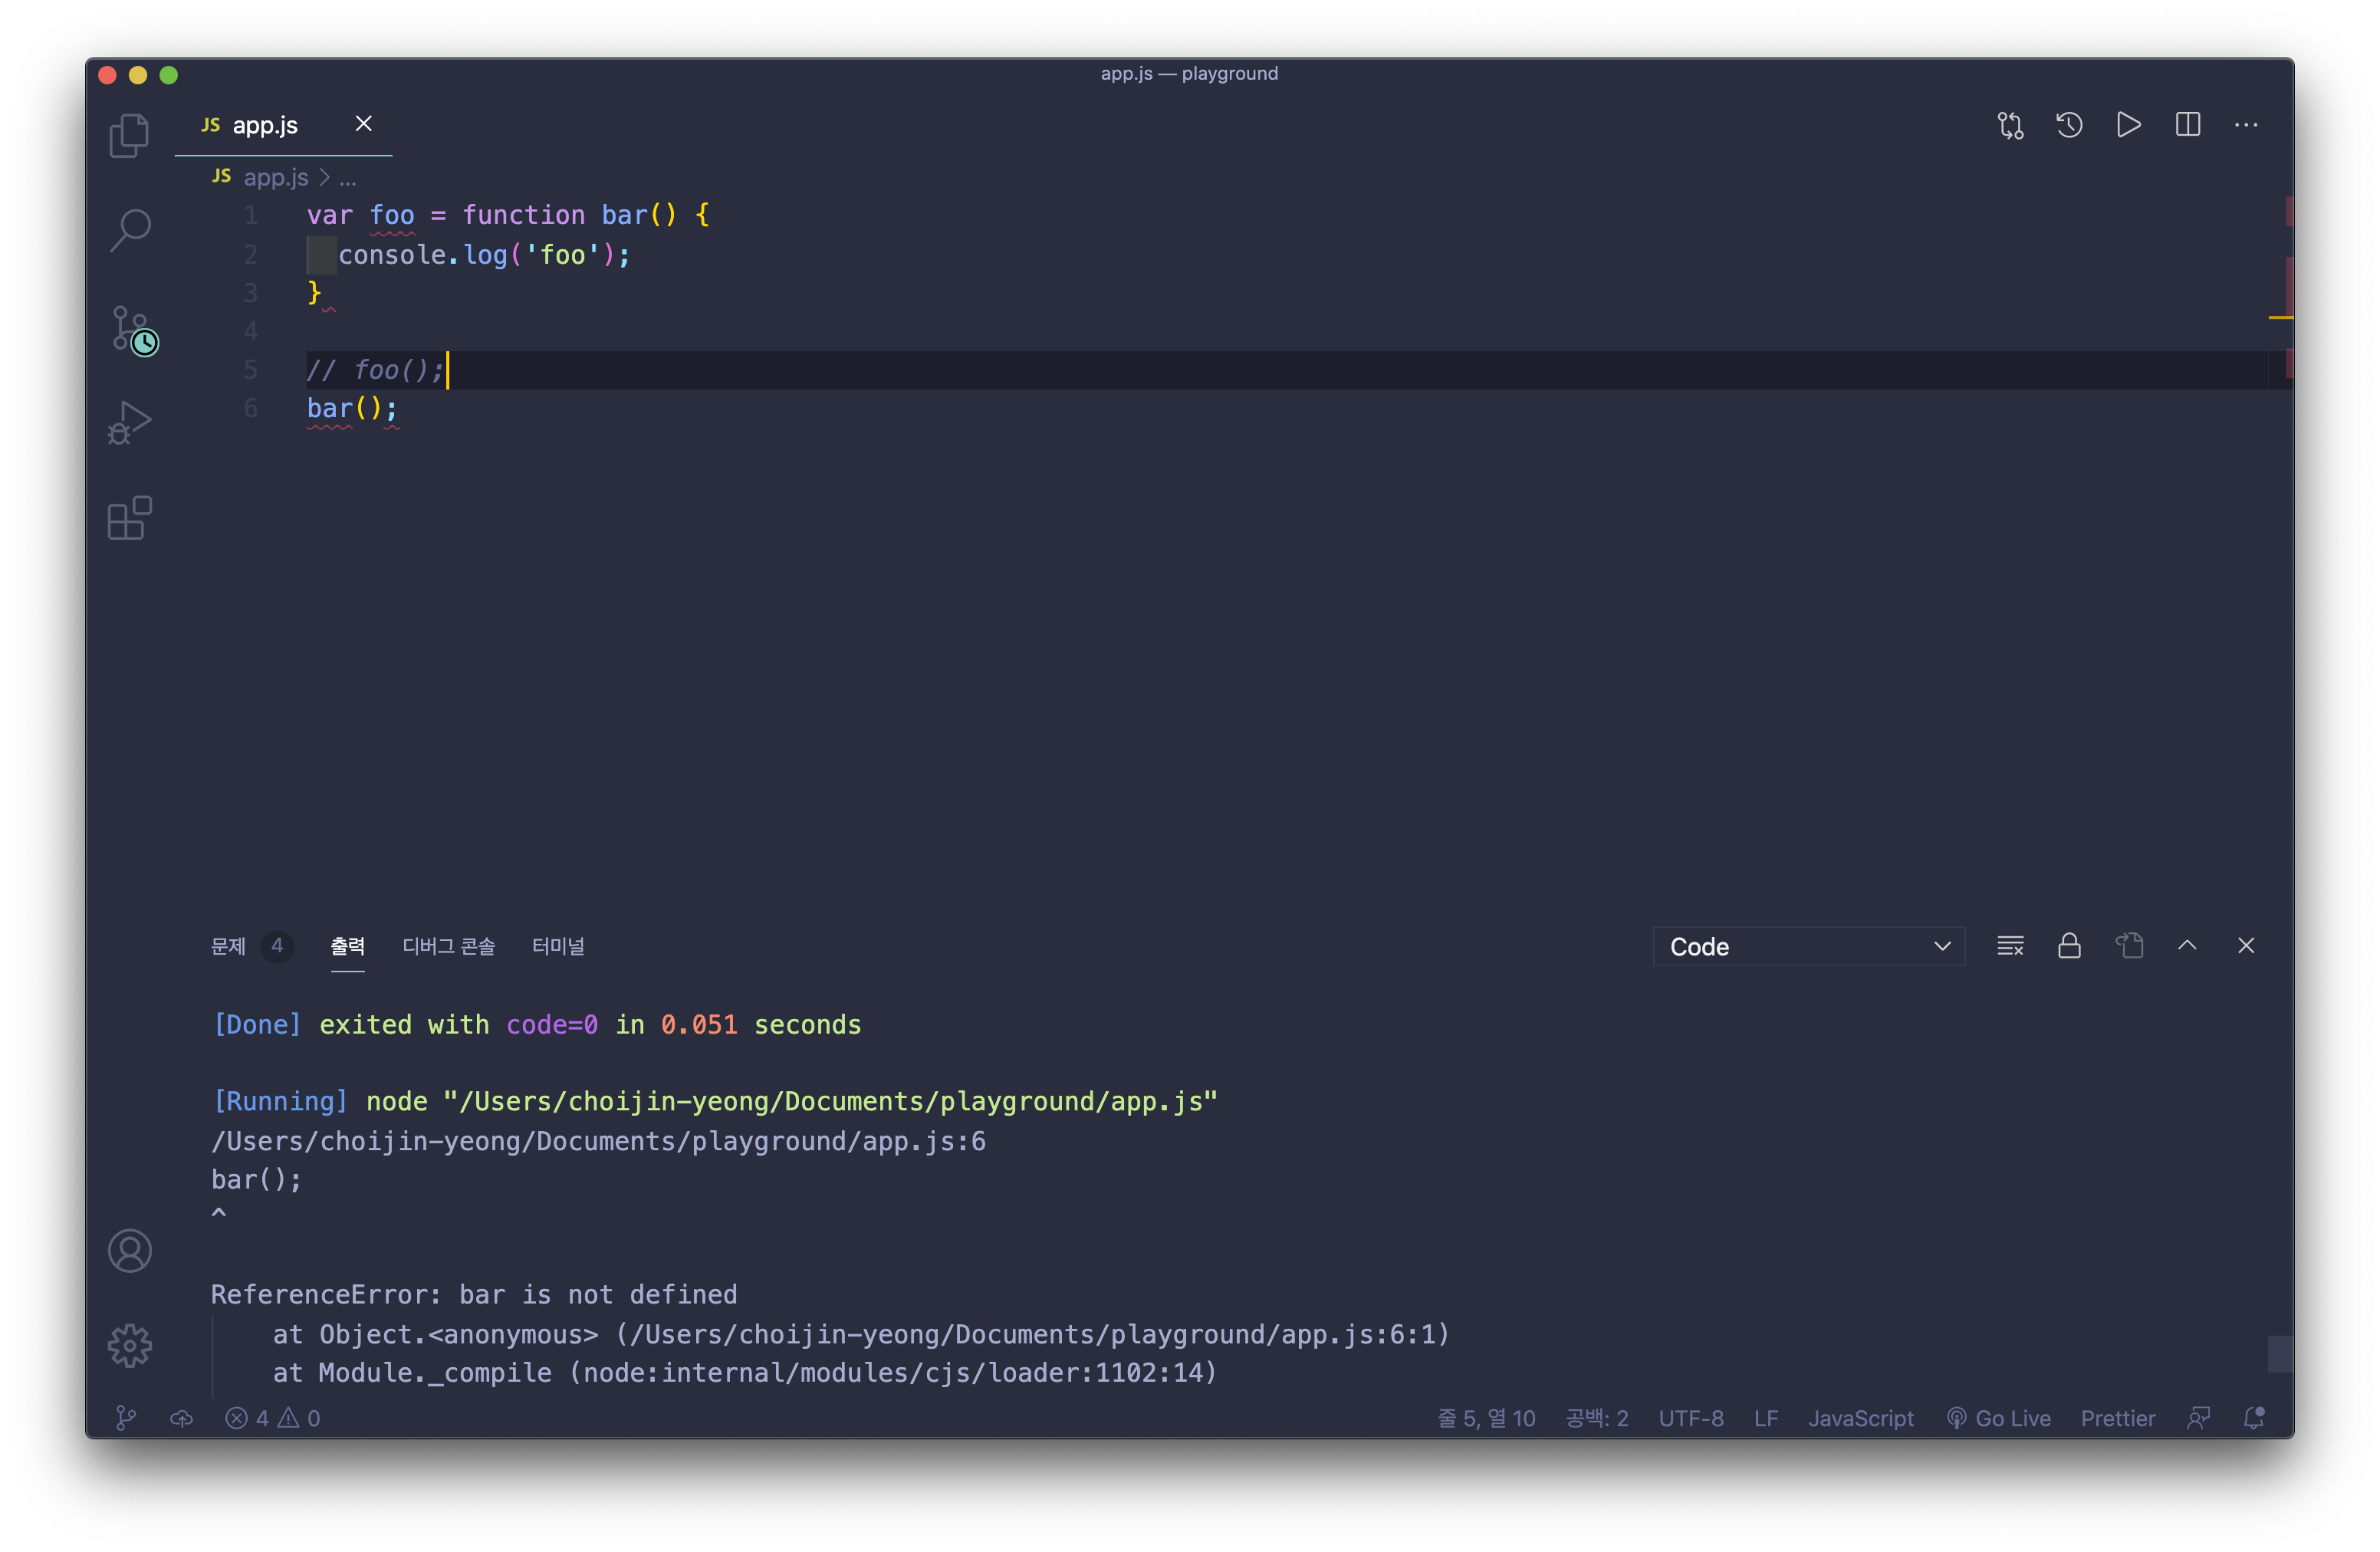 app.js — playground
JS app.js
JS app.js > ...
1 var foo = function bar() {
2   console.log('foo');
3 }
4
5 // foo();
6 bar();
문제 4 출력 디버그 콘솔 터미널 Code
[Done] exited with code=0 in 0.051 seconds
[Running] node "/Users/choijin-yeong/Documents/playground/app.js"
/Users/choijin-yeong/Documents/playground/app.js:6
bar();
^
ReferenceError: bar is not defined
    at Object.<anonymous> (/Users/choijin-yeong/Documents/playground/app.js:6:1)
    at Module._compile (node:internal/modules/cjs/loader:1102:14)
4 0 줄 5, 열 10 공백: 2 UTF-8 LF JavaScript Go Live Prettier